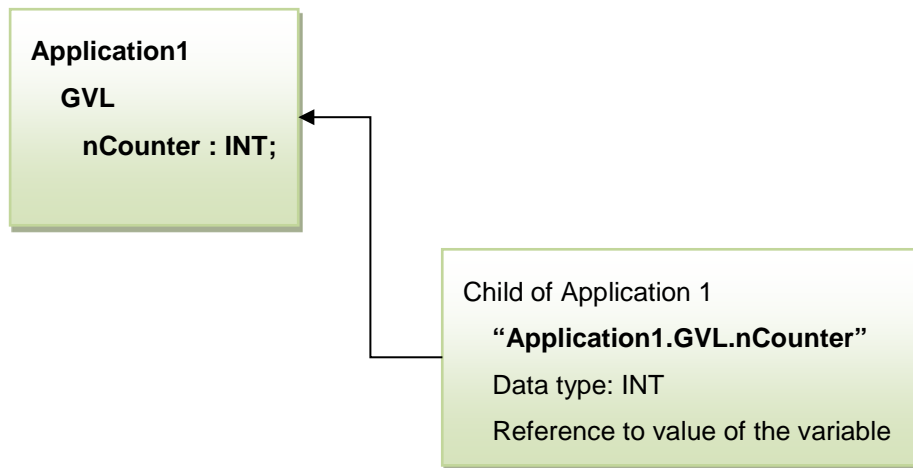 Application1
GVL
nCounter : INT;
Child of Application 1
“Application1.GVL.nCounter”
Data type: INT
Reference to value of the variable